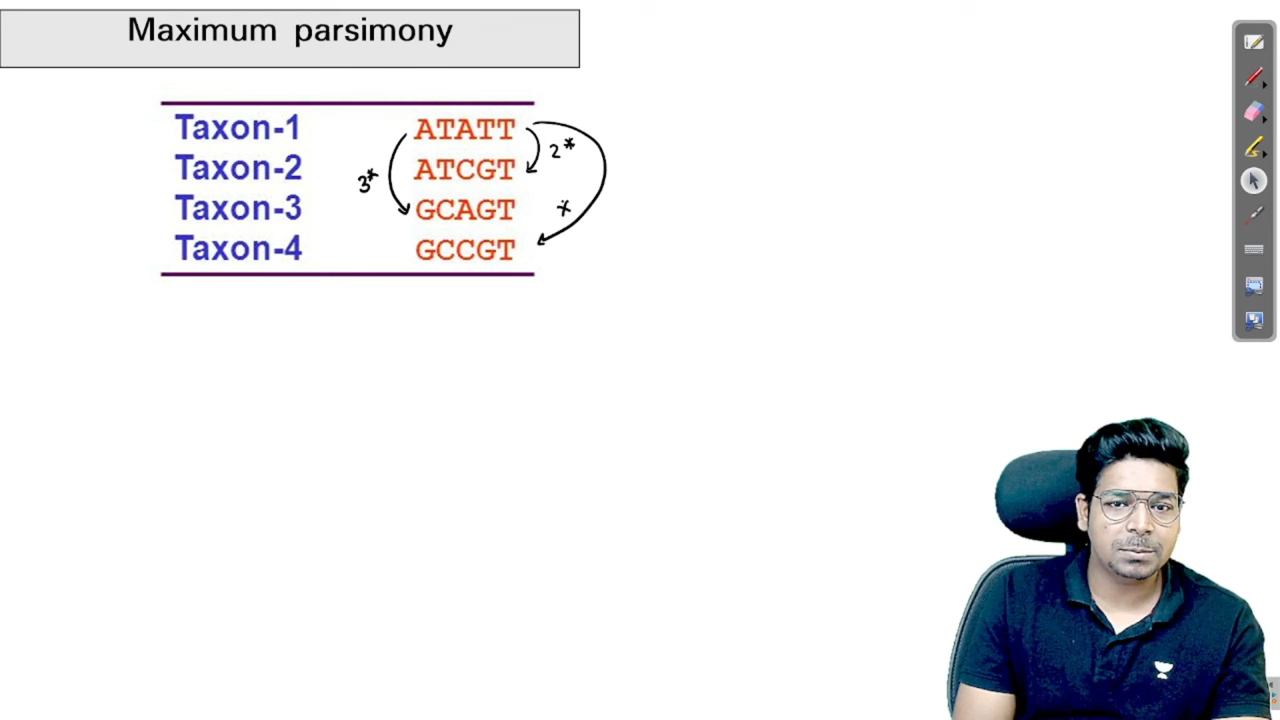 Maximum parsimony
Taxon-1 ATATT
Taxon-2 ATCGT
Taxon-3 GCAGT
Taxon-4 GCCGT
2*
3*
*